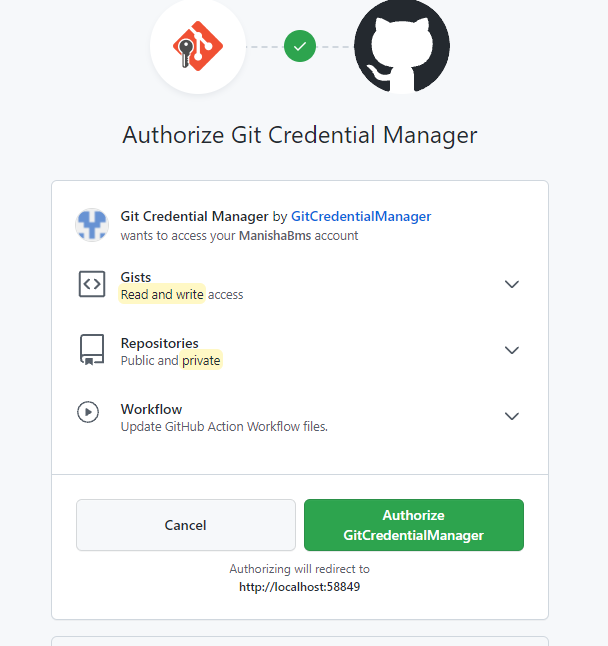 Authorize Git Credential Manager
Git Credential Manager by GitCredentialManager
wants to access your ManishaBms account
Gists
Read and write access
Repositories
Public and private
Workflow
Update GitHub Action Workflow files.
Cancel
Authorize
GitCredentialManager
Authorizing will redirect to
http://localhost:58849